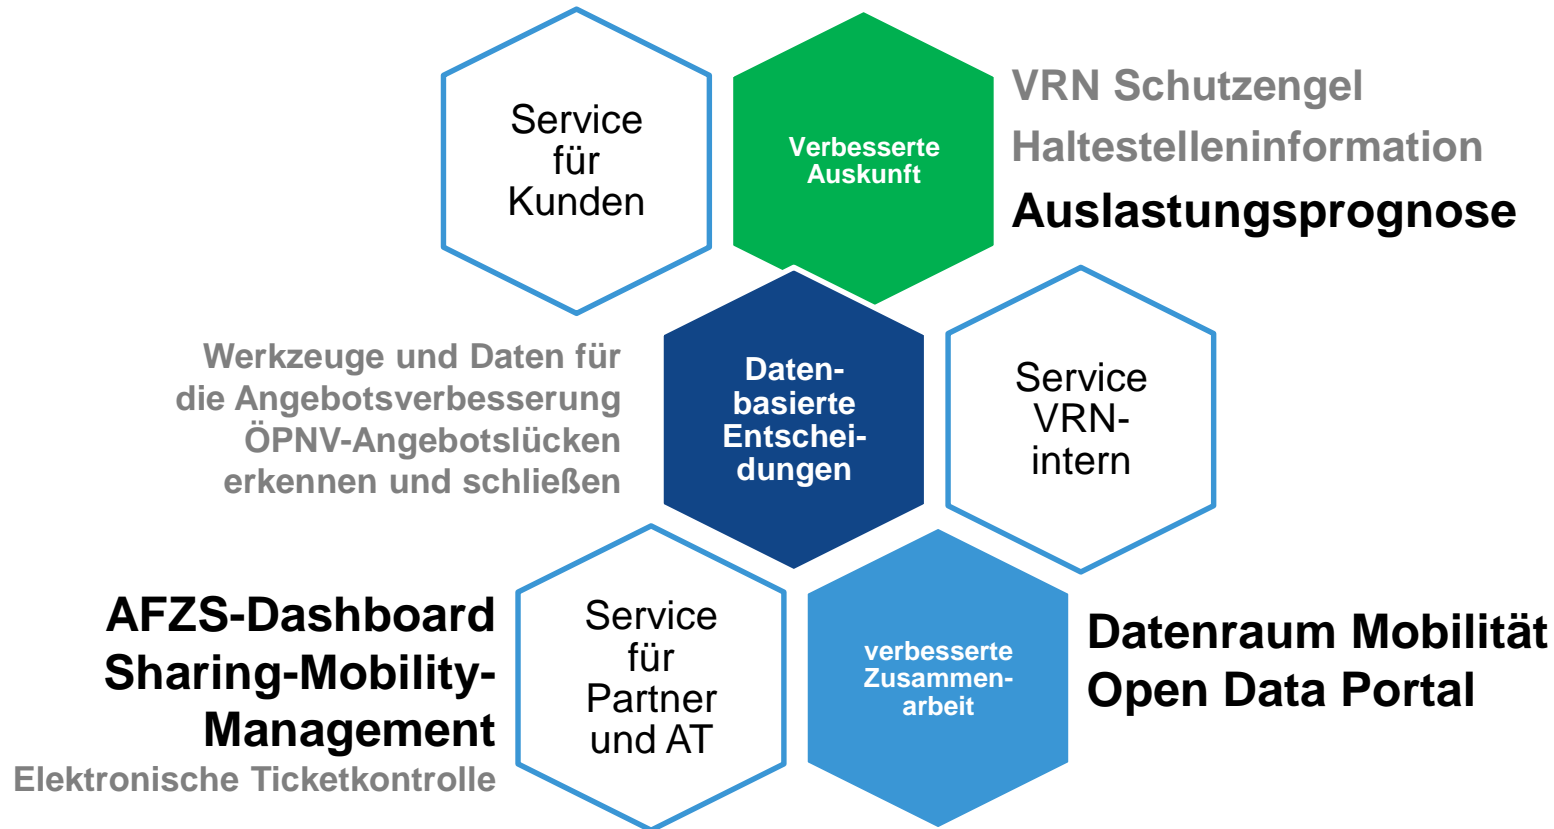 Service
für
Kunden
Verbesserte
Auskunft
VRN Schutzengel
Haltestelleninformation
Auslastungsprognose
Werkzeuge und Daten für
die Angebotsverbesserung
ÖPNV-Angebotslücken
erkennen und schließen
Daten-
basierte
Entschei-
dungen
Service
VRN-
intern
AFZS-Dashboard
Sharing-Mobility-
Management
Elektronische Ticketkontrolle
Service
für
Partner
und AT
verbesserte
Zusammen-
arbeit
Datenraum Mobilität
Open Data Portal